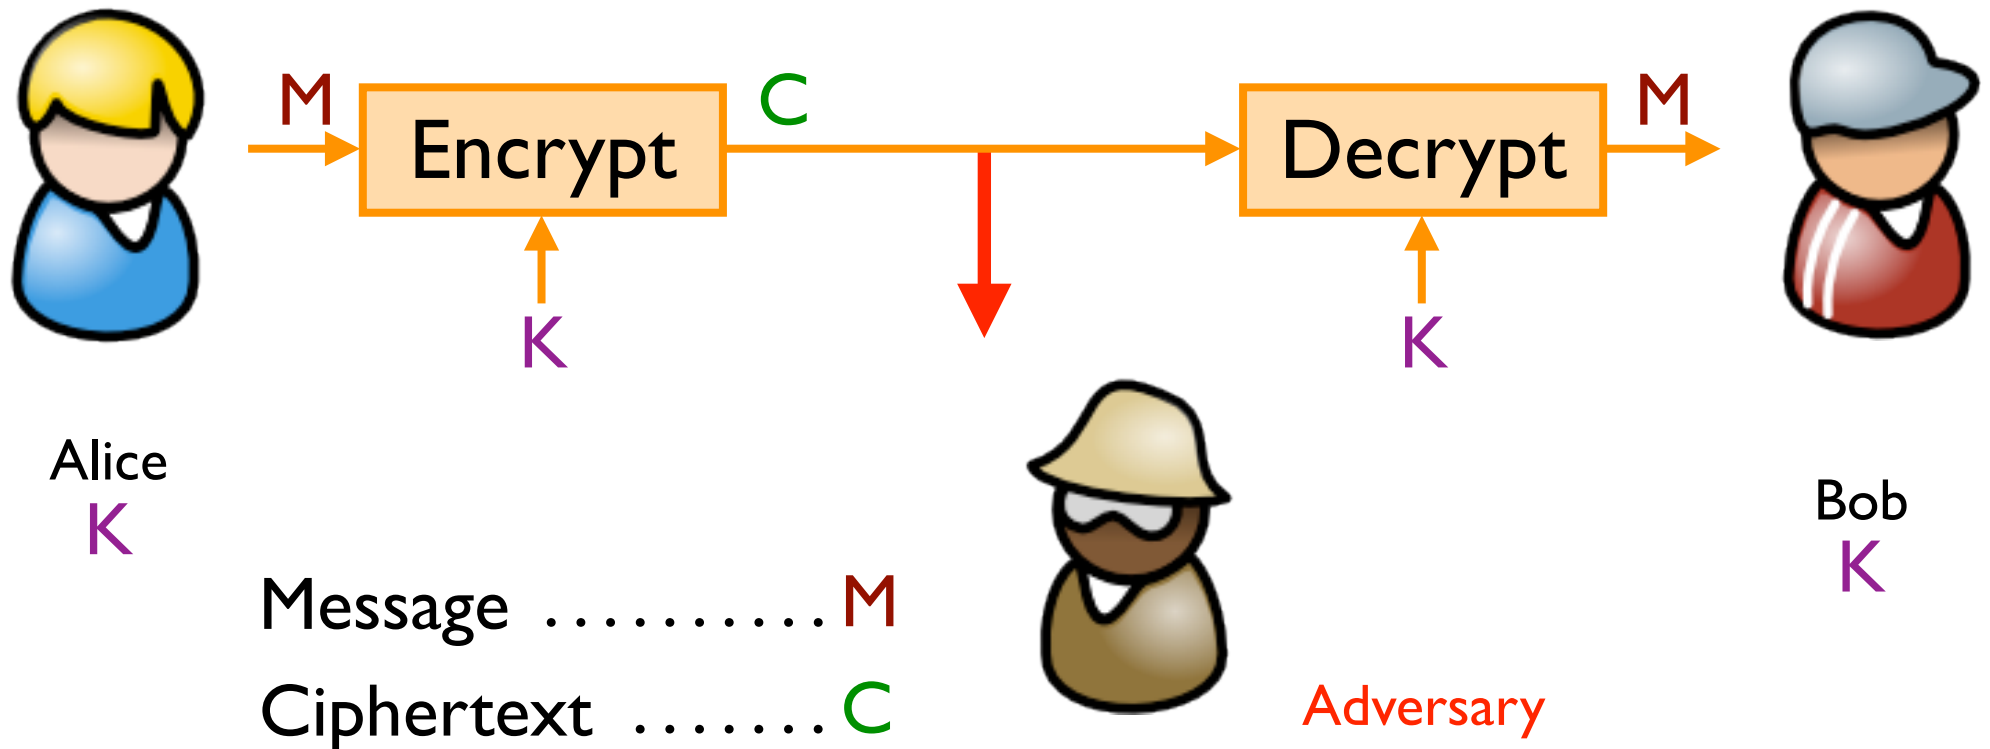 M
Encrypt
C
Decrypt
M
K
K
Alice
K
Bob
K
Message .......... M
Ciphertext ....... C
Adversary